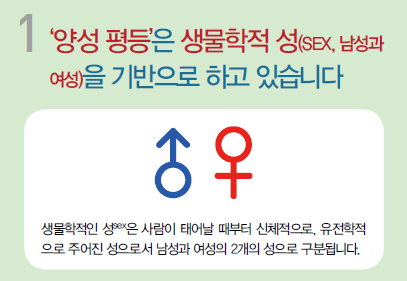 1 '양성 평등'은 생물학적 성(SEX, 남성과
여성)을 기반으로 하고 있습니다
생물학적인 성sex은 사람이 태어날 때부터 신체적으로, 유전학적
으로 주어진 성으로서 남성과 여성의 2개의 성으로 구분됩니다.